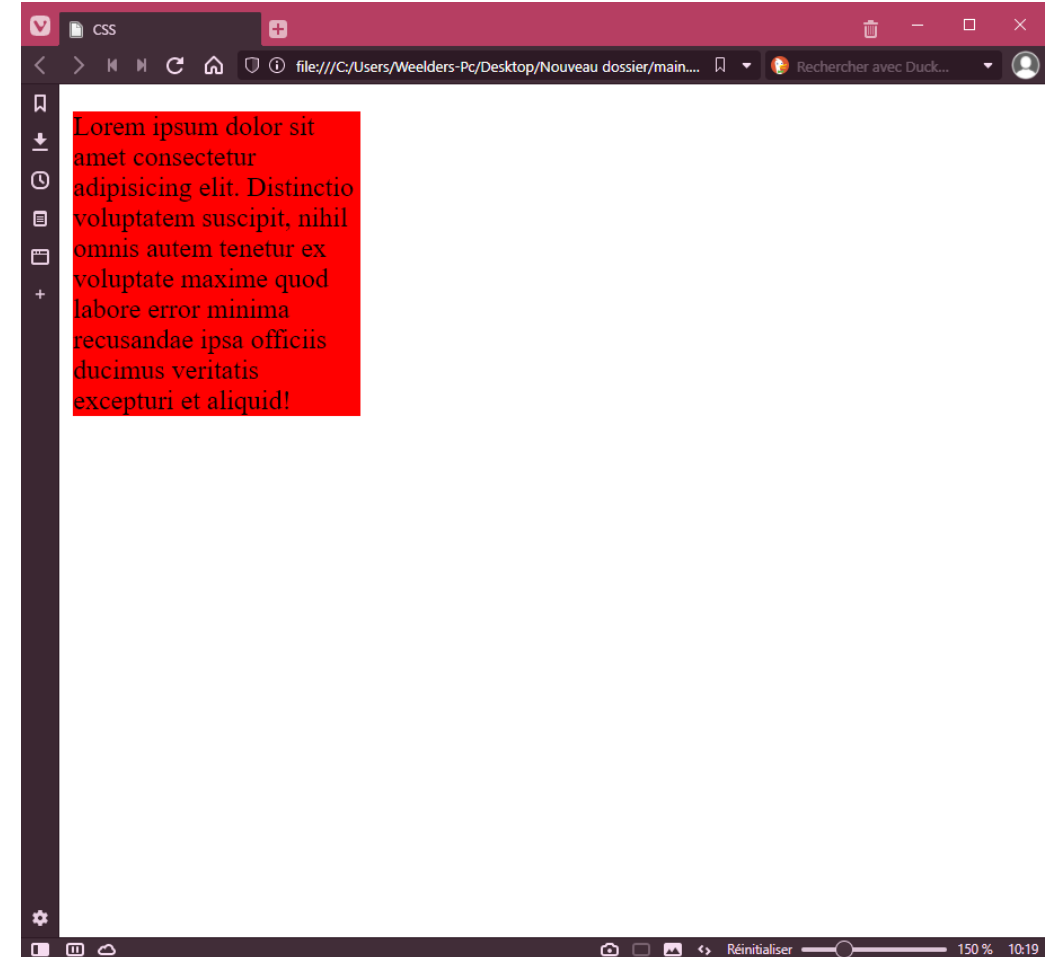 CSS
file:///C:/Users/Weelders-Pc/Desktop/Nouveau dossier/main....
Rechercher avec Duck...
Lorem ipsum dolor sit
amet consectetur
adipisicing elit. Distinctio
voluptatem suscipit, nihil
omnis autem tenetur ex
voluptate maxime quod
labore error minima
recusandae ipsa officiis
ducimus veritatis
excepturi et aliquid!
Réinitialiser
150 %
10:19